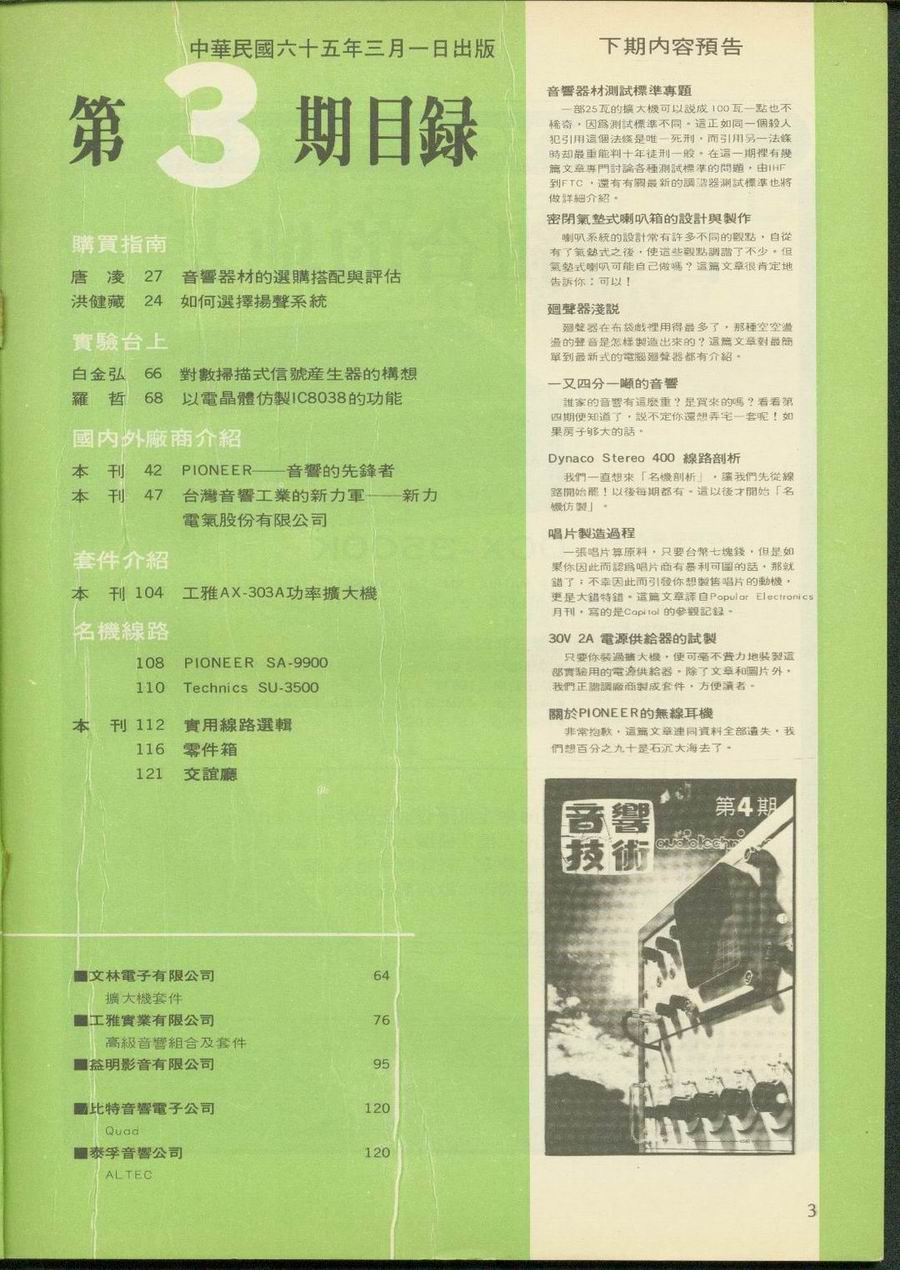 中華民國六十五年三月一日出版
第3期目録
購買指南
唐 凌 27 音響器材的選購搭配與評估
洪健藏 24 如何選擇揚聲系統
實驗台上
白金弘 66 對數掃描式信號産生器的構想
羅 哲 68 以電晶體仿製IC8038的功能
國内外廠商介紹
本 刊 42 PIONEER——音響的先鋒者
本 刊 47 台灣音響工業的新力軍——新力
電氣股份有限公司
套件介紹
本 刊 104 工雅AX-303A功率擴大機
名機線路
108 PIONEER SA-9900
110 Technics SU-3500
本 刊 112 實用線路選輯
116 零件箱
121 交誼廳
■文林電子有限公司 64
擴大機套件
■工雅實業有限公司 76
高級音響組合及套件
■益明影音有限公司 95
■比特音響電子公司 120
Quad
■泰孚音響公司 120
ALTEC
下期内容預告
音響器材測試標準專題
一部25瓦的擴大機可以説成100瓦一點也不
稀奇，因爲測試標準不同。這正如同一個殺人
犯引用這個法條是唯一死刑，而引用另一法條
時却最重能判十年徒刑一般。在這一期裡有幾
篇文章專門討論各種測試標準的問題，由IHF
到FTC，還有有關最新的調諧器測試標準也將
做詳細介紹。
密閉氣墊式喇叭箱的設計與製作
喇叭系統的設計常有許多不同的觀點，自從
有了氣墊式之後，使這些觀點調諧了不少。但
氣墊式喇叭可能自己做嗎？這篇文章很肯定地
告訴你：可以！
廻聲器淺説
廻聲器在布袋戲裡用得最多了，那種空空盪
盪的聲音是怎樣製造出來的？這篇文章對最簡
單到最新式的電腦廻聲器都有介紹。
一又四分一噸的音響
誰家的音響有這麽重？是買來的嗎？看看第
四期便知道了，説不定你還想弄宅一套呢！如
果房子够大的話。
Dynaco Stereo 400 線路剖析
我們一直想來「名機剖析」，讓我們先從線
路開始罷！以後每期都有。這以後才開始「名
機仿製」。
唱片製造過程
一張唱片算原料，只要台幣七塊錢，但是如
果你因此而認爲唱片商有暴利可圖的話，那就
錯了；不幸因此而引發你想製售唱片的動機，
更是大錯特錯。這篇文章譯自Popular Electronics
月刊，寫的是Capitol的參觀記録。
30V 2A 電源供給器的試製
只要你裝過擴大機，便可毫不費力地裝製這
部實驗用的電源供給器。除了文章和圖片外，
我們正謿請廠商製成套件，方便讀者。
關於PIONEER的無線耳機
非常抱歉，這篇文章連同資料全部遺失，我
們想百分之九十是石沉大海去了。
第4期
音響
技術
audiotechnic
3